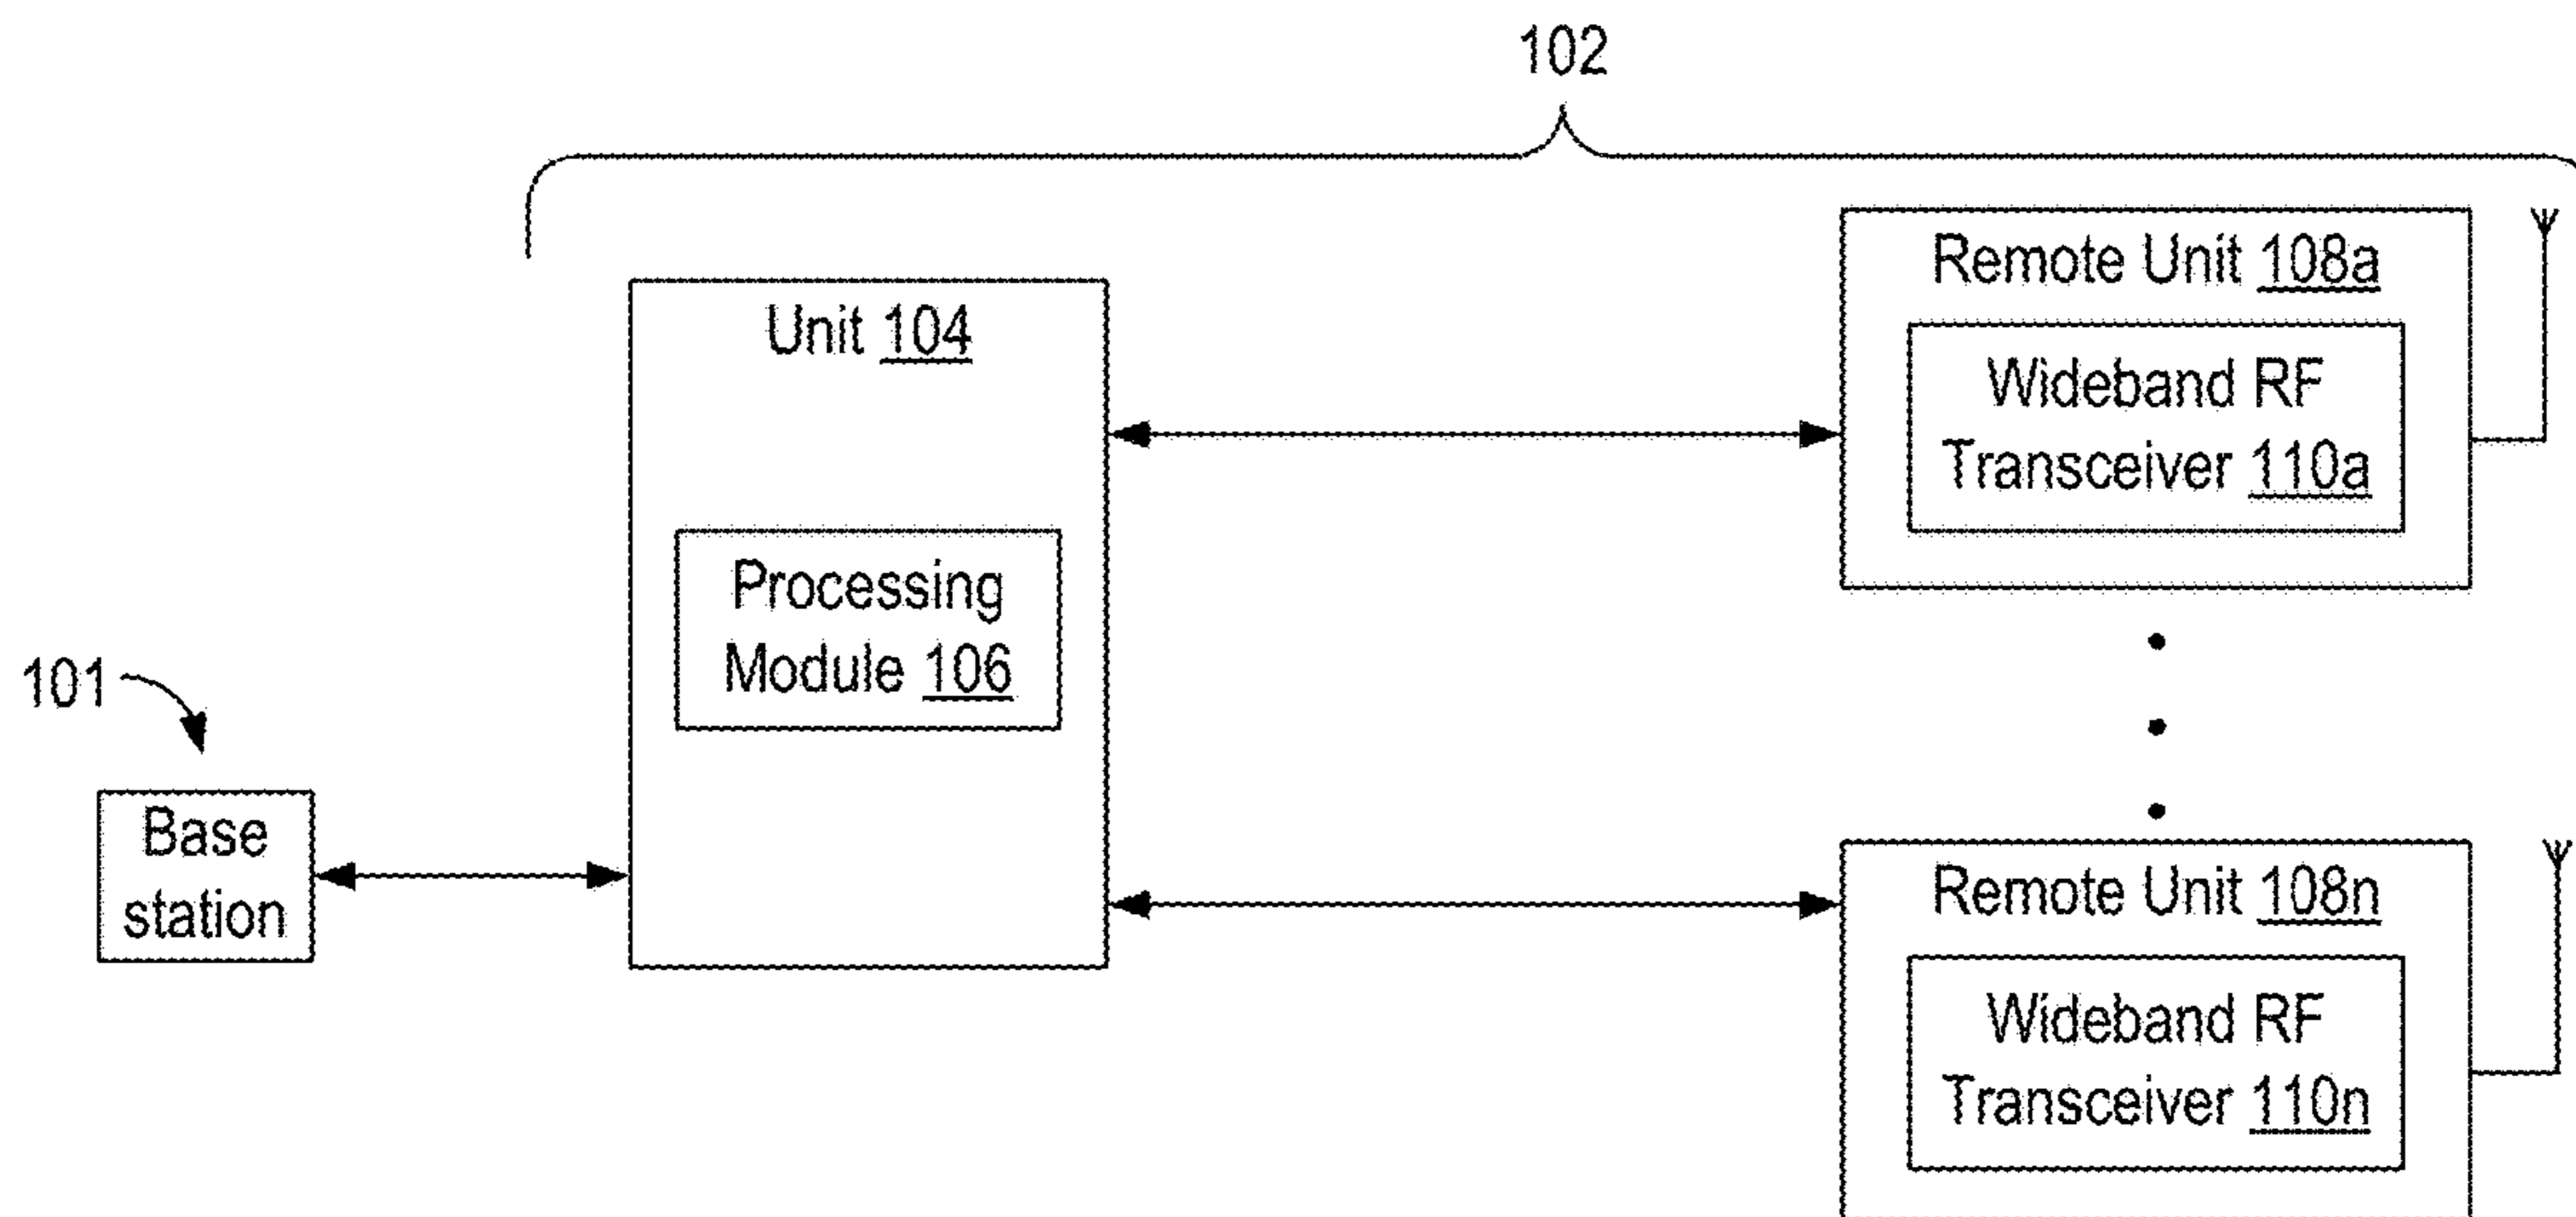 102
Remote Unit 108a
Wideband RF
Transceiver 110a
Unit 104
Processing
Module 106
101
Base
station
Remote Unit 108n
Wideband RF
Transceiver 110n